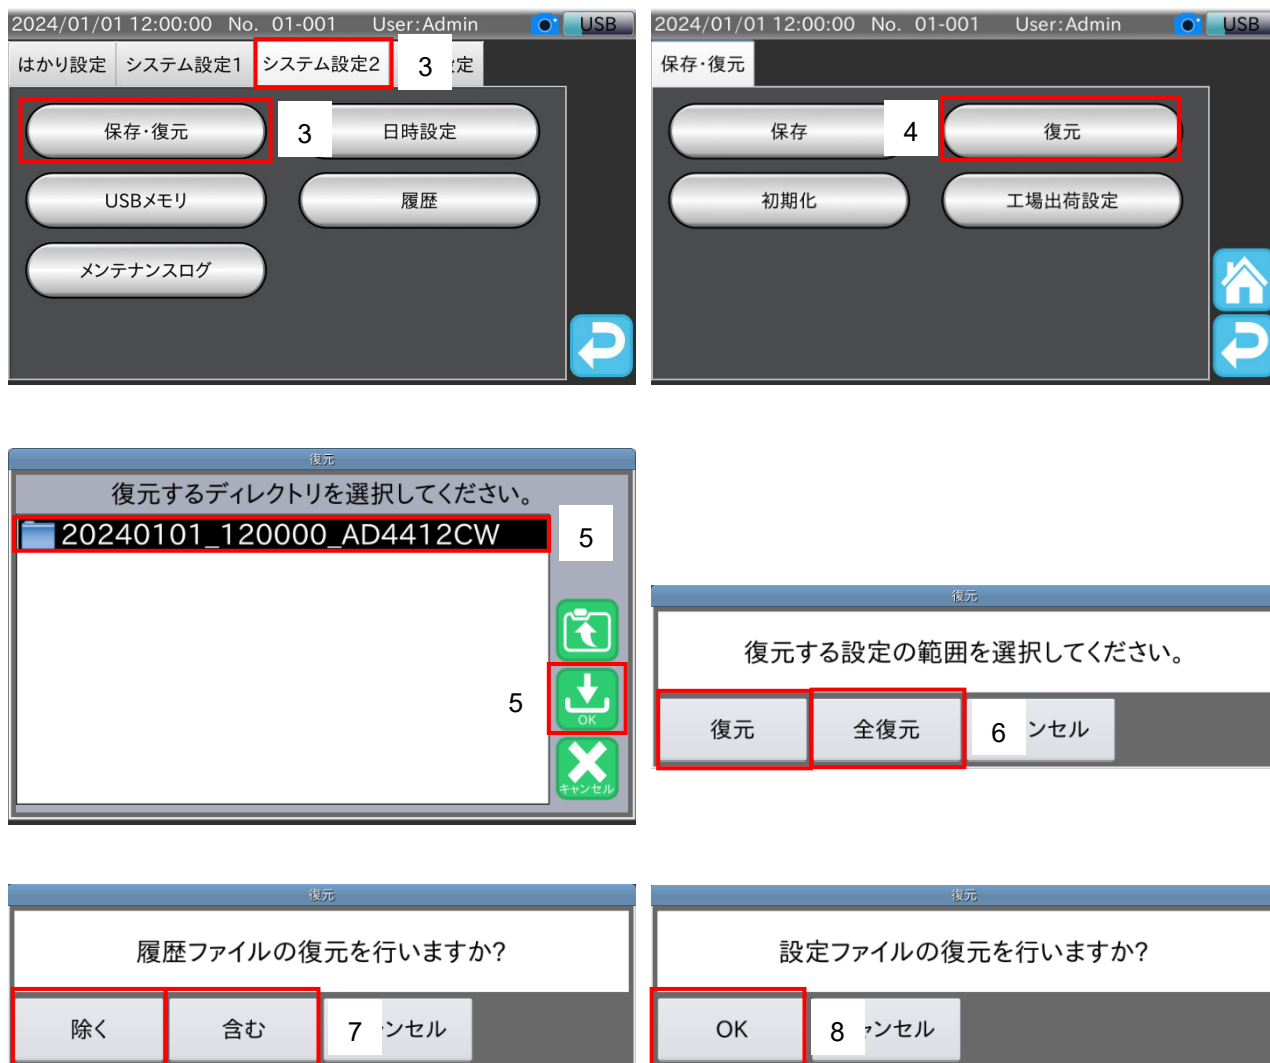 2024/01/01 12:00:00 No. 01-001 User:Admin USB
はかり設定 システム設定1 システム設定2 3 定
保存・復元 3 日時設定
USBメモリ 履歴
メンテナンスログ
2024/01/01 12:00:00 No. 01-001 User:Admin USB
保存・復元
保存 4 復元
初期化 工場出荷設定
復元
復元するディレクトリを選択してください。
20240101_120000_AD4412CW 5
5 OK
キャンセル
復元
復元する設定の範囲を選択してください。
復元 全復元 6 ンセル
復元
履歴ファイルの復元を行いますか?
除く 含む 7 ンセル
復元
設定ファイルの復元を行いますか?
OK 8 ャンセル